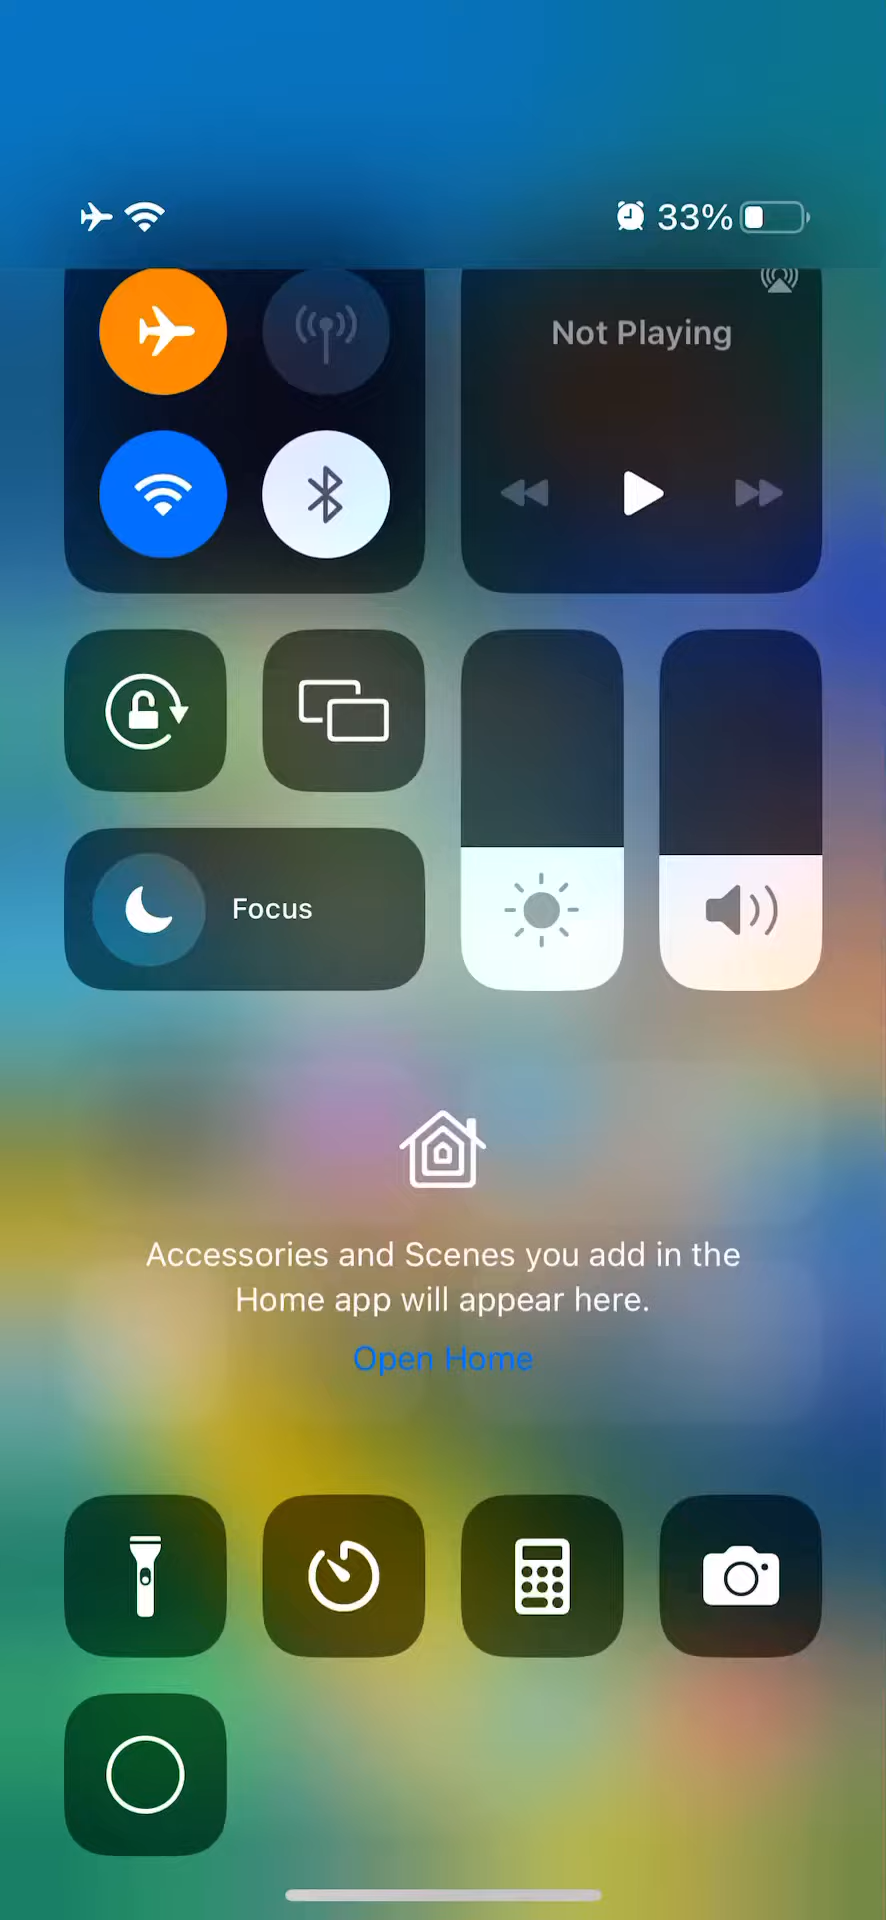 33%
Not Playing
Focus
Accessories and Scenes you add in the
Home app will appear here.
Open Home